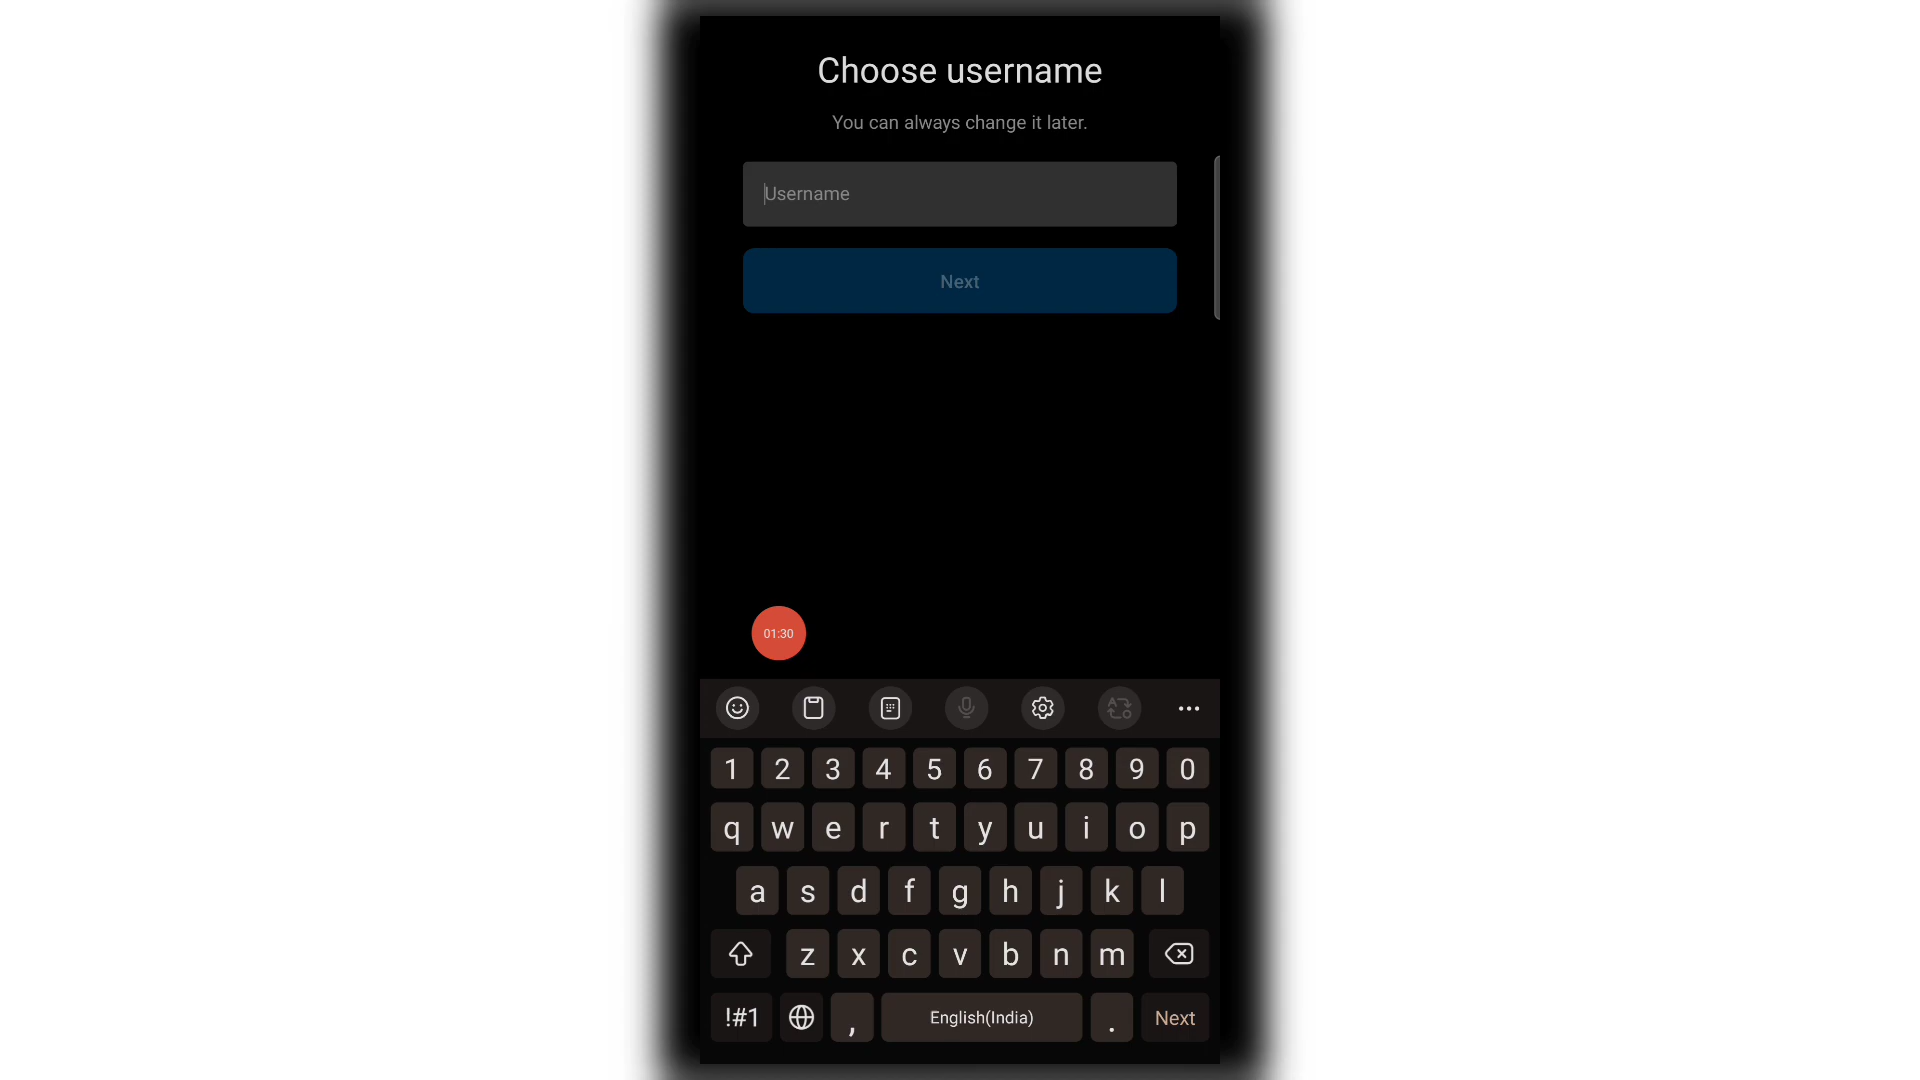 Choose username
You can always change it later.
Username
Next
01:30
1 2 3 4 5 6 7 8 9 0
q w e r t y u i o p
a s d f g h j k l
z x c v b n m
!#1 , English(India) . Next